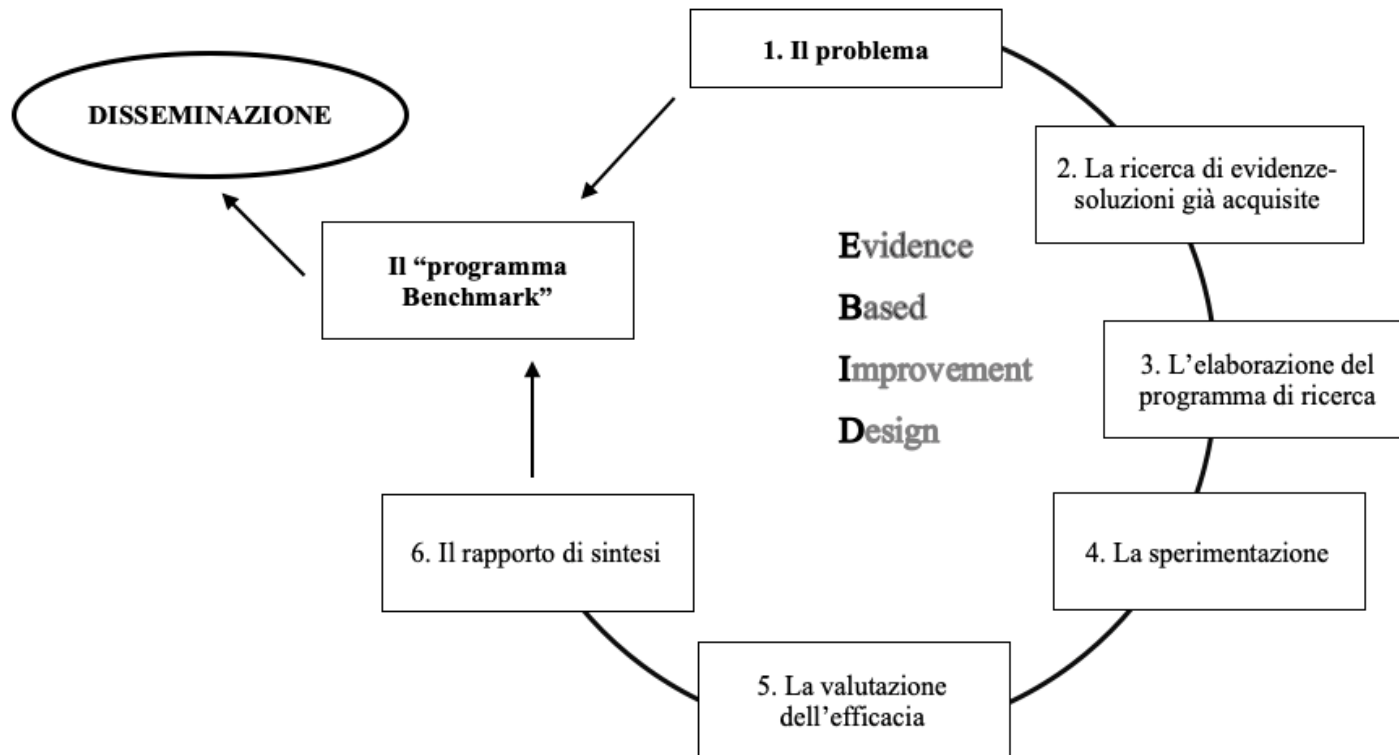 1. Il problema
DISSEMINAZIONE
2. La ricerca di evidenze-
soluzioni già acquisite
Il “programma
Benchmark”
Evidence
Based
Improvement
Design
3. L’elaborazione del
programma di ricerca
4. La sperimentazione
5. La valutazione
dell’efficacia
6. Il rapporto di sintesi